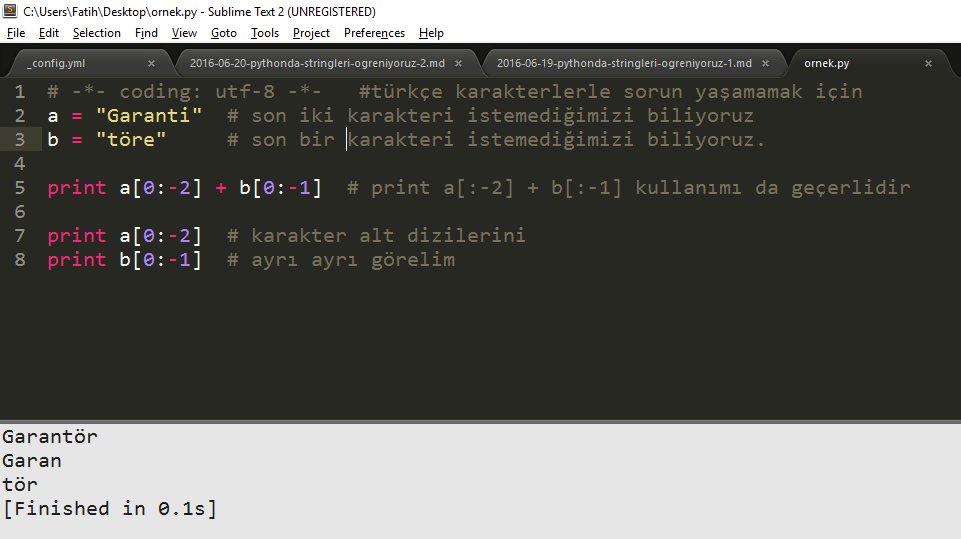 C:\Users\Fatih\Desktop\ornek.py - Sublime Text 2 (UNREGISTERED)
File Edit Selection Find View Goto Tools Project Preferences Help
_config.yml × 2016-06-20-pythonda-stringleri-ogreniyoruz-2.md × 2016-06-19-pythonda-stringleri-ogreniyoruz-1.md × ornek.py ×
1 # -*- coding: utf-8 -*-   #türkçe karakterlerle sorun yaşamamak için
2 a = "Garanti"  # son iki karakteri istemediğimizi biliyoruz
3 b = "töre"     # son bir karakteri istemediğimizi biliyoruz.
4
5 print a[0:-2] + b[0:-1]  # print a[:-2] + b[:-1] kullanımı da geçerlidir
6
7 print a[0:-2]  # karakter alt dizilerini
8 print b[0:-1]  # ayrı ayrı görelim
Garantör
Garan
tör
[Finished in 0.1s]